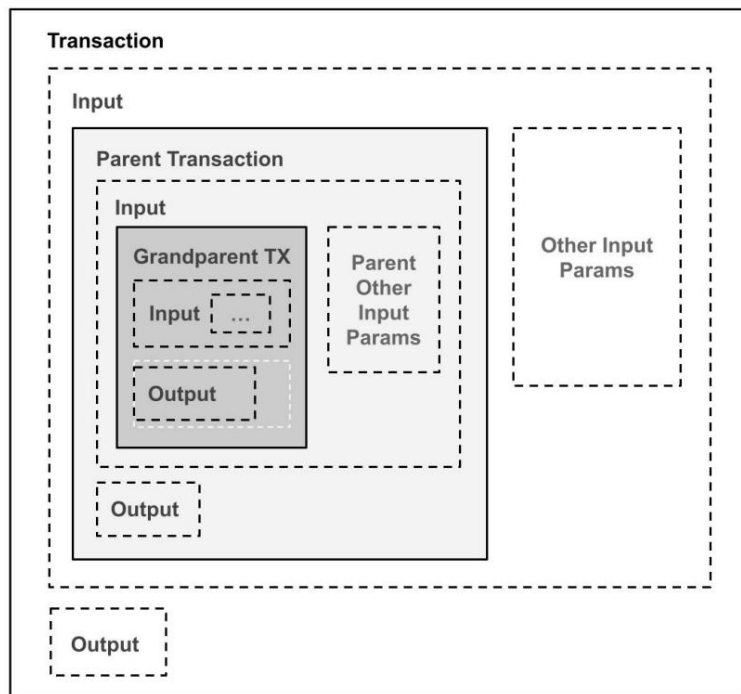 Transaction
Input
Parent Transaction
Input
Grandparent TX
Input
...
Output
Parent
Other
Input
Params
Output
Other Input
Params
Output